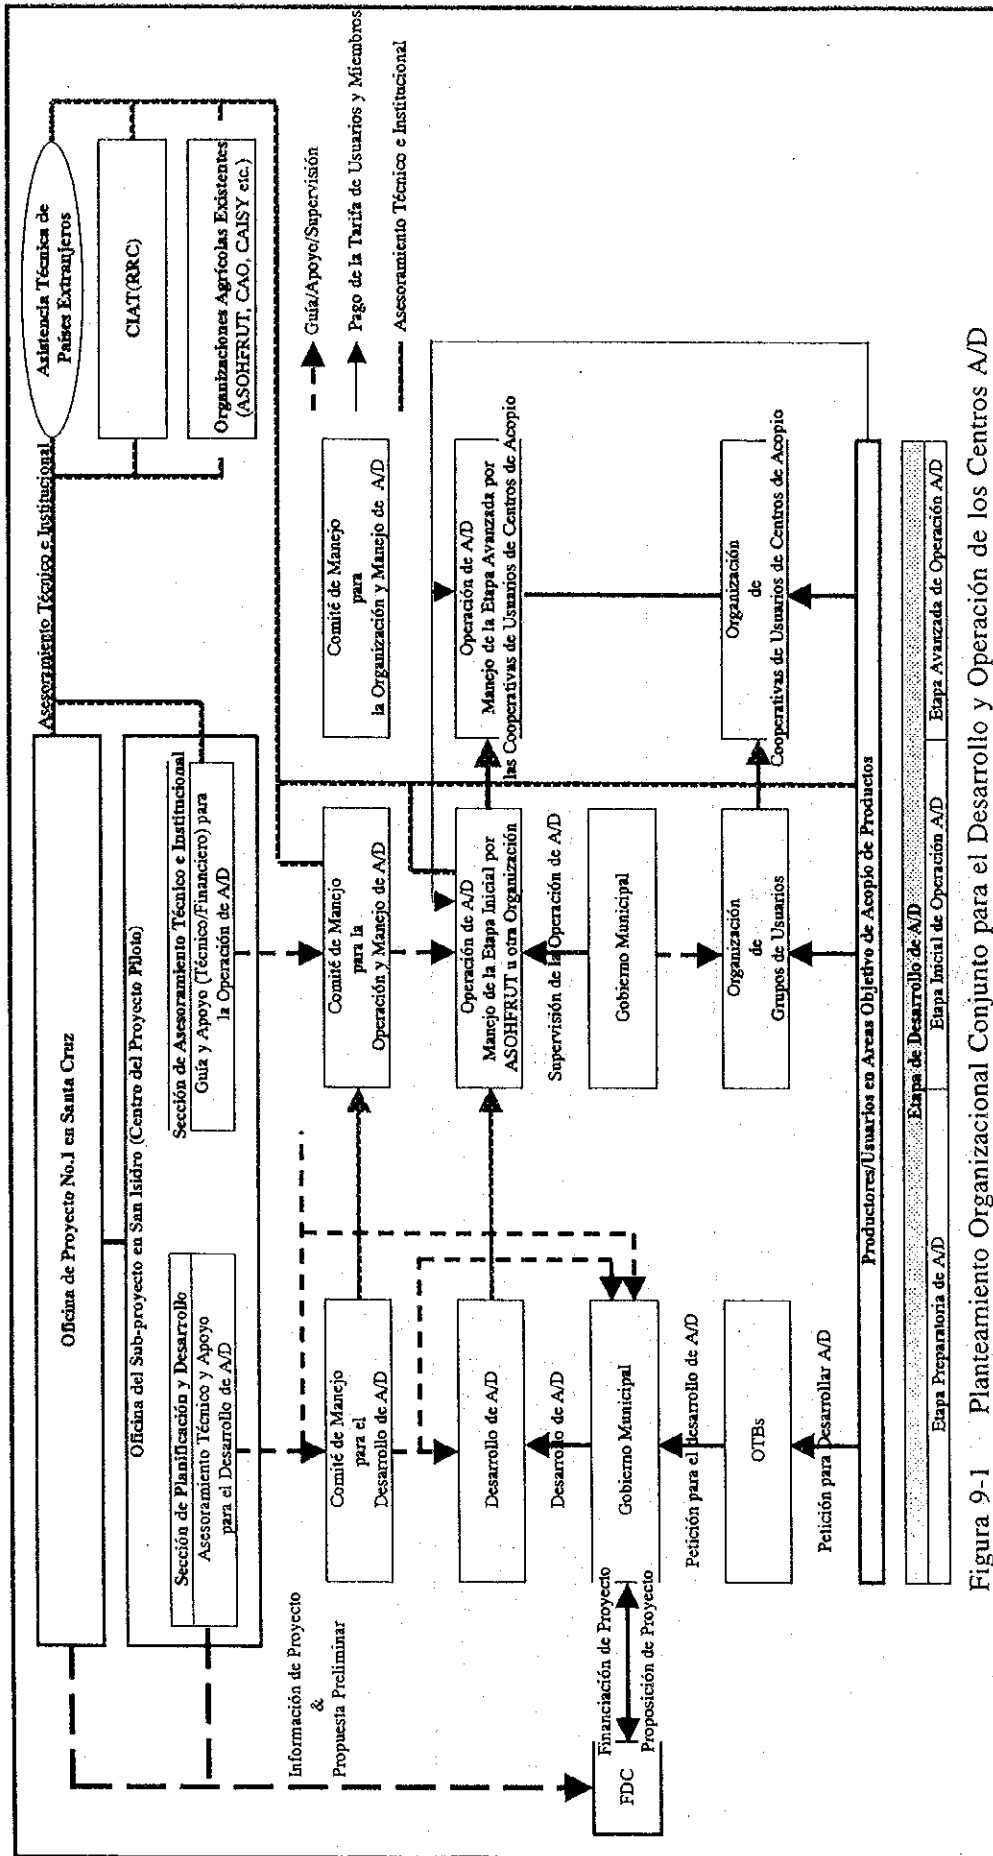 Oficina de Proyecto No.1 en Santa Cruz
Asesoramiento Técnico e Institucional
Asistencia Técnica de
Países Extranjeros
Oficina del Sub-proyecto en San Isidro (Centro del Proyecto Piloto)
Sección de Planificación y Desarrollo
Asesoramiento Técnico y Apoyo
para el Desarrollo de A/D
Sección de Asesoramiento Técnico e Institucional
Guía y Apoyo (Técnico/Financiero) para
la Operación de A/D
CIAT(RRC)
Organizaciones Agrícolas Existentes
(ASOHFRUT, CAO, CAISY etc.)
Información de Proyecto
&
Propuesta Preliminar
Comité de Manejo
para el
Desarrollo de A/D
Comité de Manejo
para la
Operación y Manejo de A/D
Comité de Manejo
para
la Organización y Manejo de A/D
Guía/Apoyo/Supervisión
Pago de la Tarifa de Usuarios y Miembros
Asesoramiento Técnico e Institucional
Desarrollo de A/D
Operación de A/D
Manejo de la Etapa Inicial por
ASOHFRUT u otra Organización
Operación de A/D
Manejo de la Etapa Avanzada por
las Cooperativas de Usuarios de Centros de Acopio
Desarrollo de A/D
Supervisión de la Operación de A/D
FDC
Financiación de Proyecto
Proposición de Proyecto
Gobierno Municipal
Gobierno Municipal
Petición para el desarrollo de A/D
OTBs
Organización
de
Grupos de Usuarios
Organización
de
Cooperativas de Usuarios de Centros de Acopio
Petición para Desarrollar A/D
Productores/Usuarios en Areas Objetivo de Acopio de Productos
Etapa de Desarrollo de A/D
Etapa Preparatoria de A/D
Etapa Inicial de Operación A/D
Etapa Avanzada de Operación A/D
Figura 9-1 Planteamiento Organizacional Conjunto para el Desarrollo y Operación de los Centros A/D